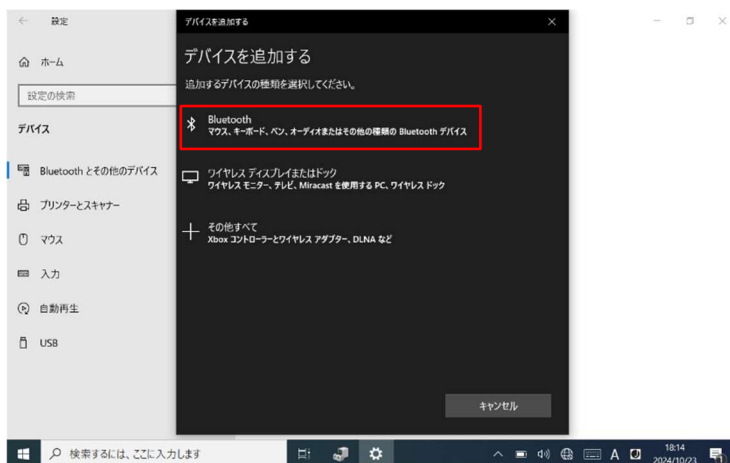 設定
ホーム
設定の検索
デバイス
Bluetooth とその他のデバイス
プリンターとスキャナー
マウス
入力
自動再生
USB
デバイスを追加する
デバイスを追加する
追加するデバイスの種類を選択してください。
Bluetooth
マウス、キーボード、ペン、オーディオまたはその他の種類の Bluetooth デバイス
ワイヤレス ディスプレイまたはドック
ワイヤレス モニター、テレビ、Miracast を使用する PC、ワイヤレス ドック
その他すべて
Xbox コントローラーとワイヤレス アダプター、DLNA など
キャンセル
検索するには、ここに入力します
A
18:14
2024/10/23